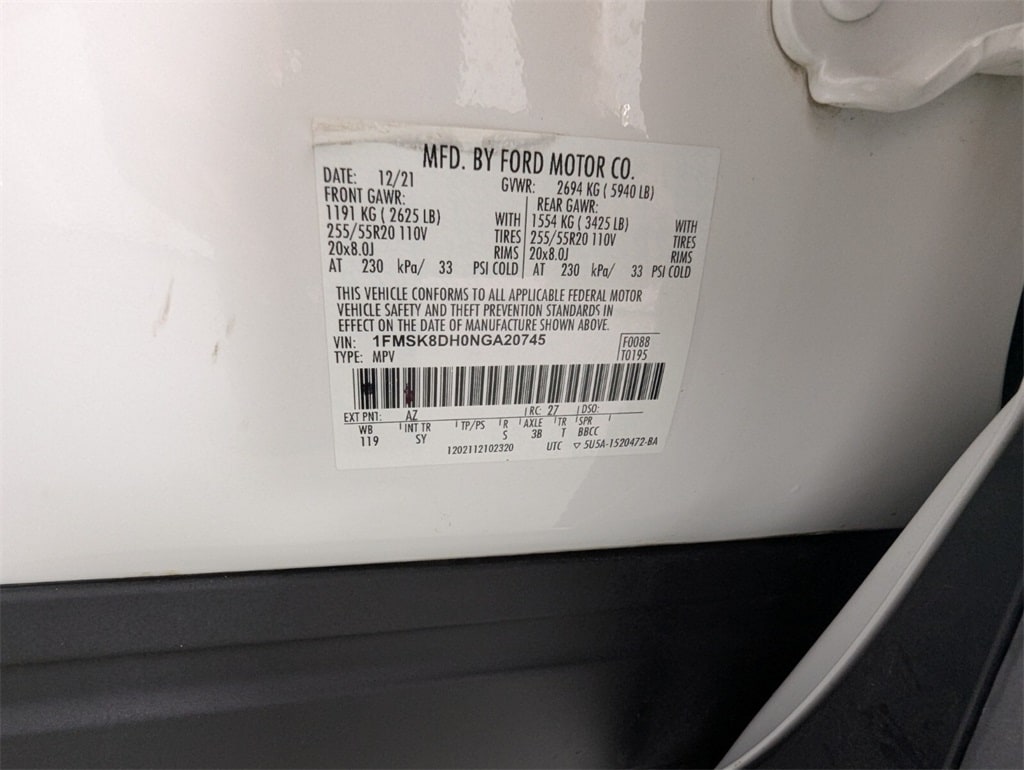 MFD. BY FORD MOTOR CO.
DATE: 12/21
GVWR: 2694 KG ( 5940 LB)
FRONT GAWR:
1191 KG ( 2625 LB) WITH
255/55R20 110V TIRES
20x8.0J RIMS
AT 230 kPa/ 33 PSI COLD
REAR GAWR:
1554 KG ( 3425 LB) WITH
255/55R20 110V TIRES
20x8.0J RIMS
AT 230 kPa/ 33 PSI COLD
THIS VEHICLE CONFORMS TO ALL APPLICABLE FEDERAL MOTOR
VEHICLE SAFETY AND THEFT PREVENTION STANDARDS IN
EFFECT ON THE DATE OF MANUFACTURE SHOWN ABOVE.
VIN: 1FMSK8DH0NGA20745
TYPE: MPV
F0088
T0195
EXT PNT: AZ RC: 27 DSO:
WB INT TR TP/PS R AXLE TR SPR
119 SY S 3B T BBCC
1202112102320 UTC ▽ 5U5A-1520472-BA